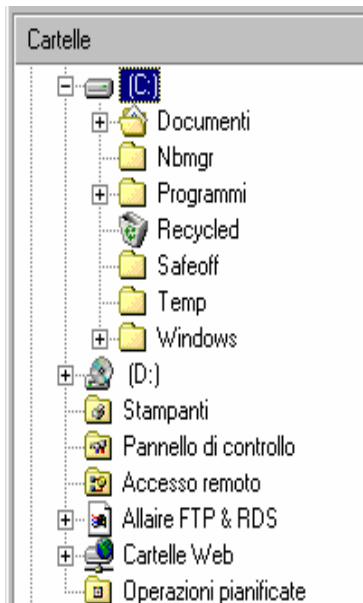 Cartelle
(C:)
Documenti
Nbmgr
Programmi
Recycled
Safeoff
Temp
Windows
(D:)
Stampanti
Pannello di controllo
Accesso remoto
Allaire FTP & RDS
Cartelle Web
Operazioni pianificate